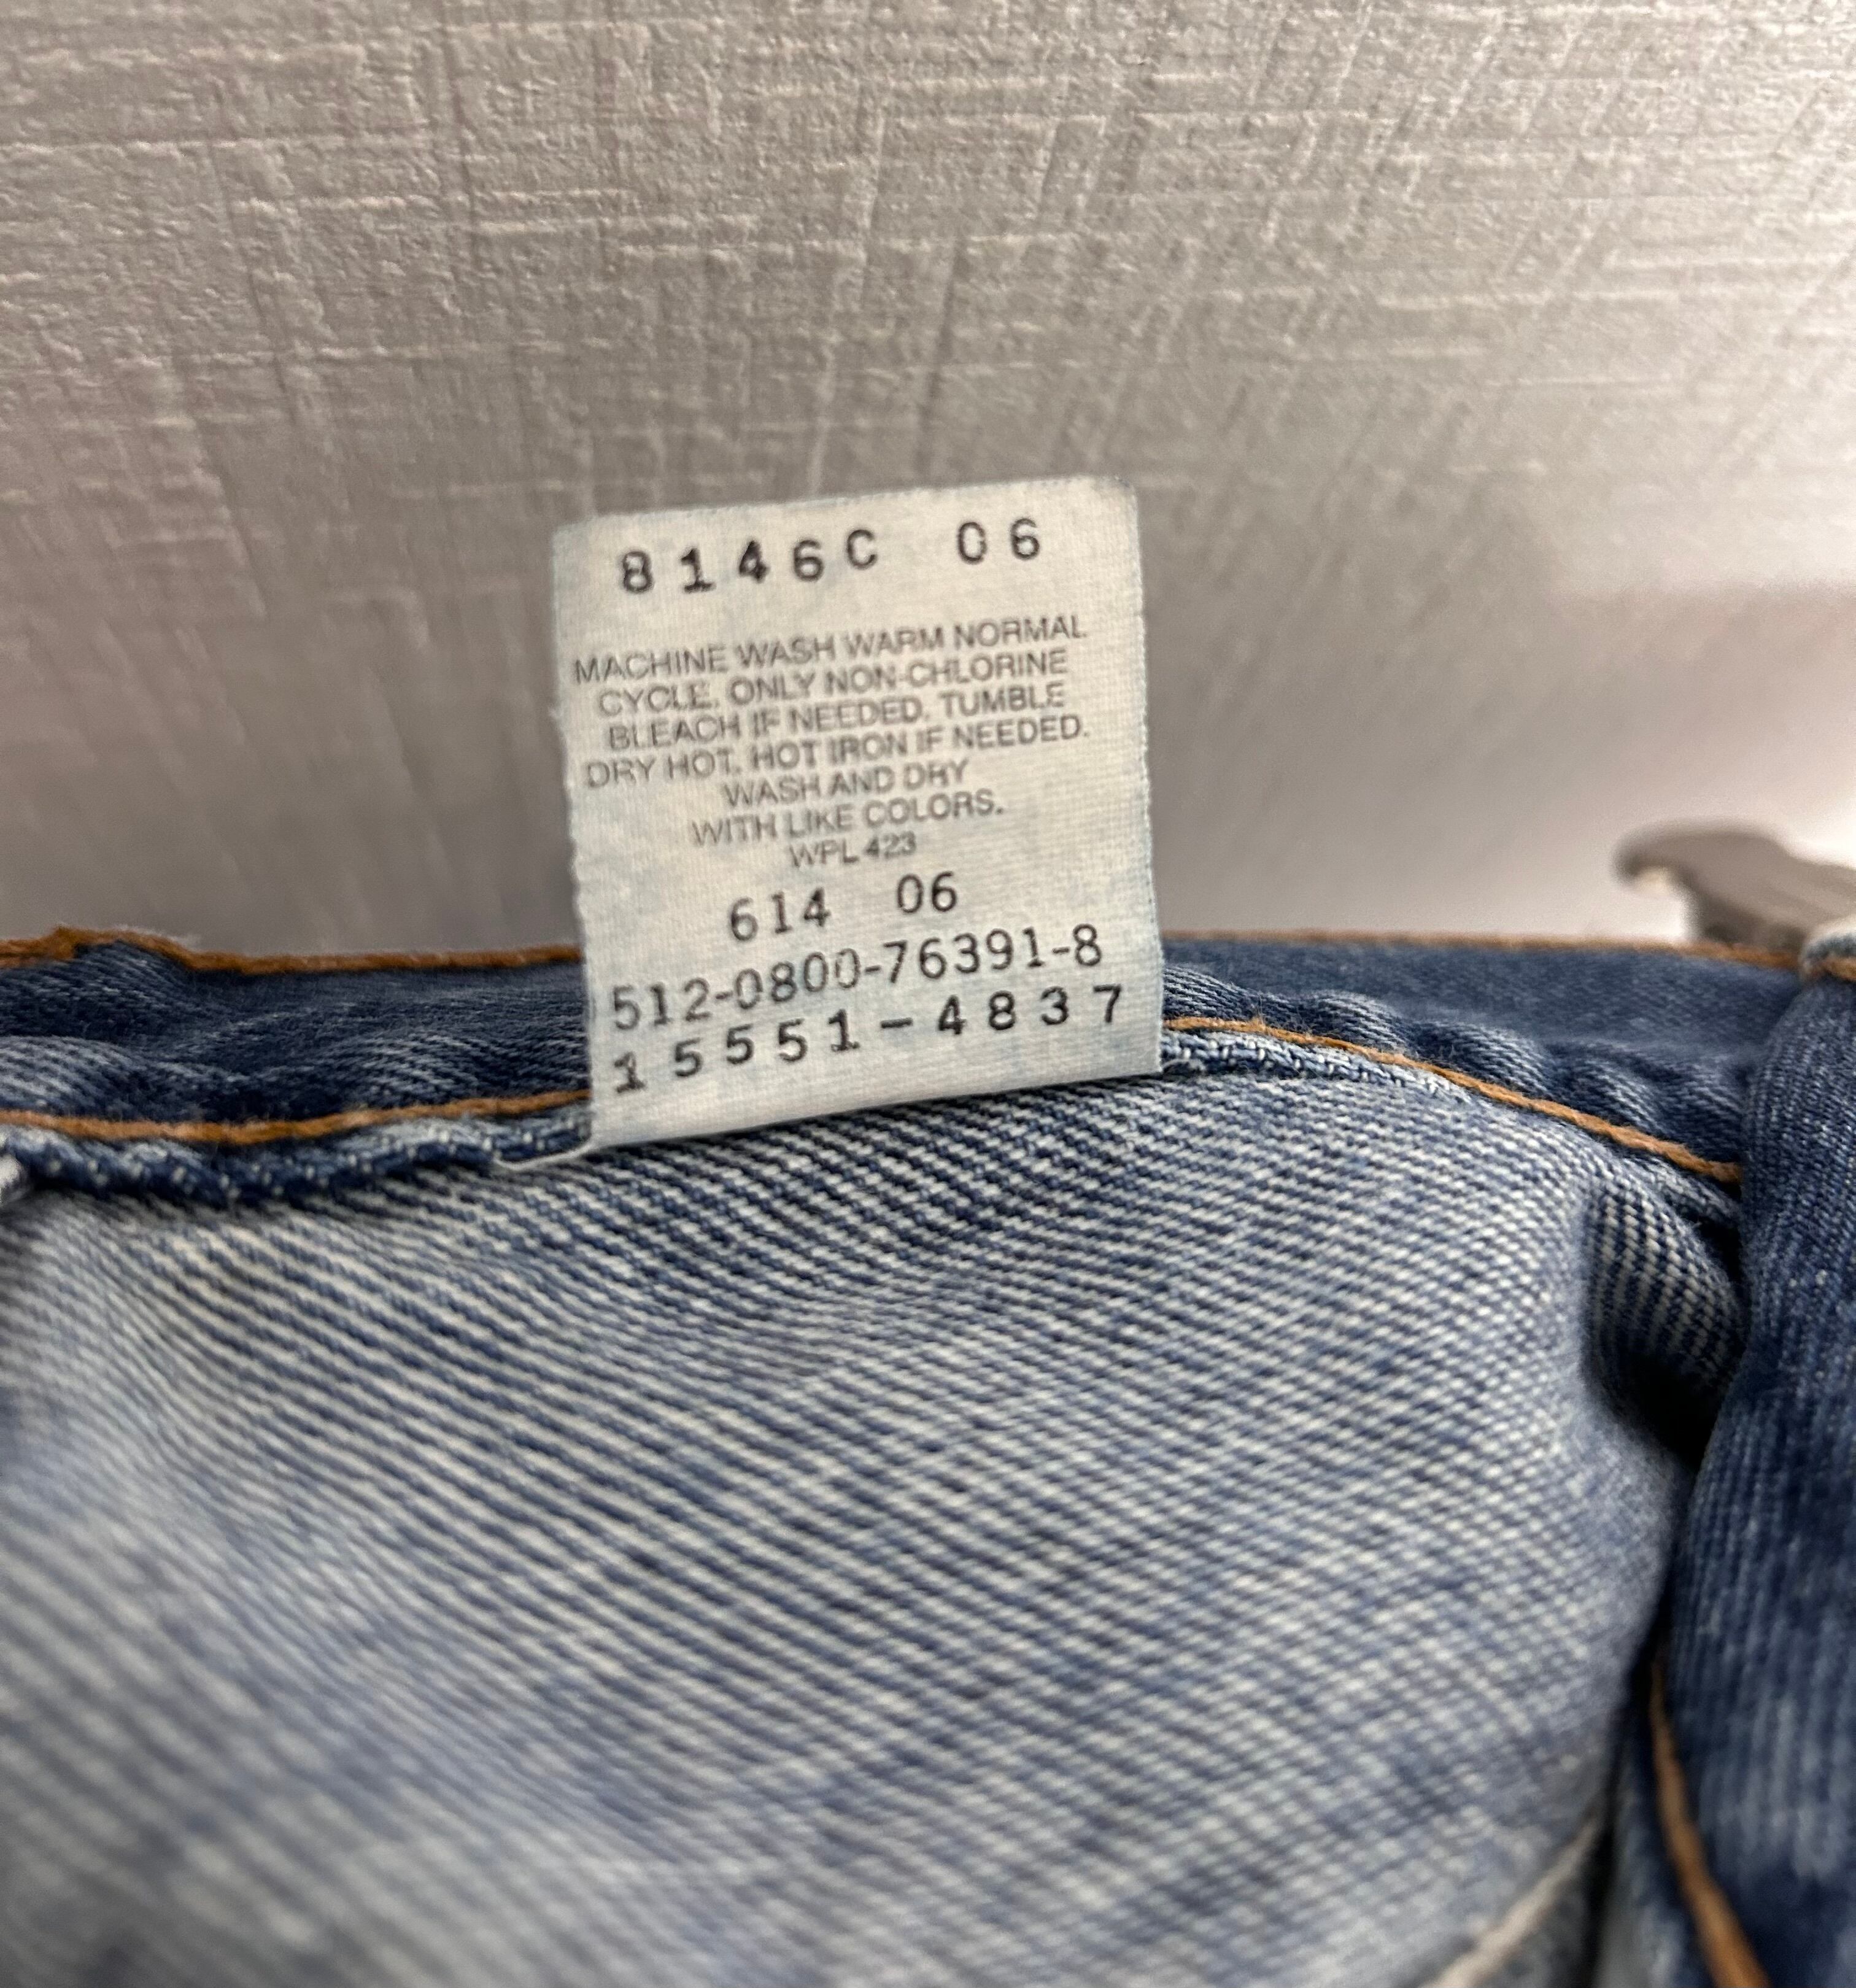 8146C 06
MACHINE WASH WARM NORMAL
CYCLE. ONLY NON-CHLORINE
BLEACH IF NEEDED. TUMBLE
DRY HOT. HOT IRON IF NEEDED.
WASH AND DRY
WITH LIKE COLORS.
WPL 423
614 06
512-0800-76391-8
15551-4837